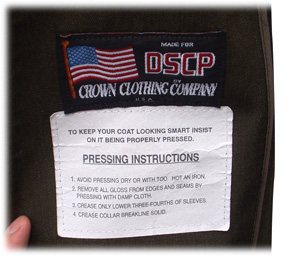 MADE FOR
DSCP
BY
CROWN CLOTHING COMPANY
U.S.A.
TO KEEP YOUR COAT LOOKING SMART INSIST
ON IT BEING PROPERLY PRESSED.
PRESSING INSTRUCTIONS
1. AVOID PRESSING DRY OR WITH TOO HOT AN IRON.
2. REMOVE ALL GLOSS FROM EDGES AND SEAMS BY
PRESSING WITH DAMP CLOTH.
3. CREASE ONLY LOWER THREE-FOURTHS OF SLEEVES.
4. CREASE COLLAR BREAKLINE SOLID.